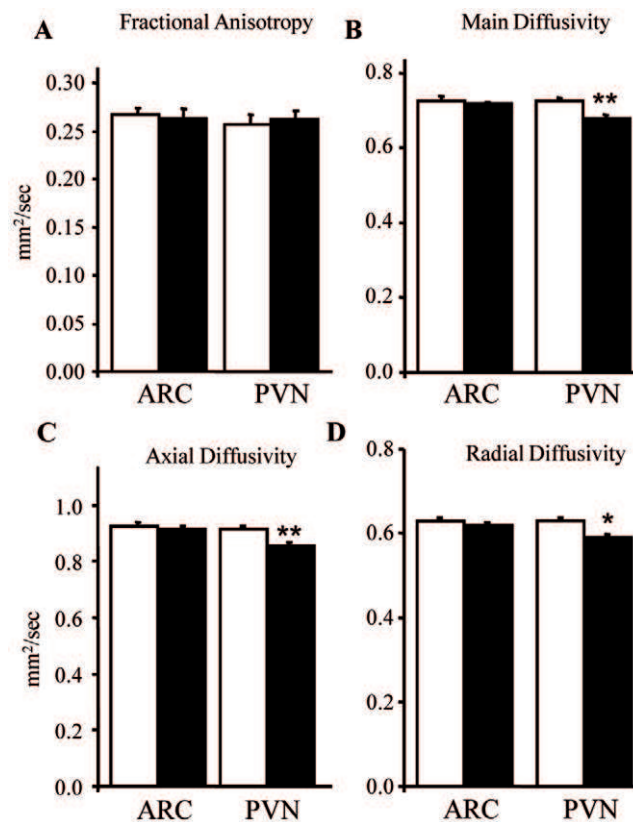 A
Fractional Anisotropy
mm²/sec
0.30
0.25
0.20
0.15
0.10
0.05
0.00
ARC PVN
B
Main Diffusivity
0.8
0.6
0.4
0.2
0.0
**
ARC PVN
C
Axial Diffusivity
mm²/sec
1.0
0.8
0.6
0.4
0.2
0.0
**
ARC PVN
D
Radial Diffusivity
0.8
0.6
0.4
0.2
0.0
*
ARC PVN